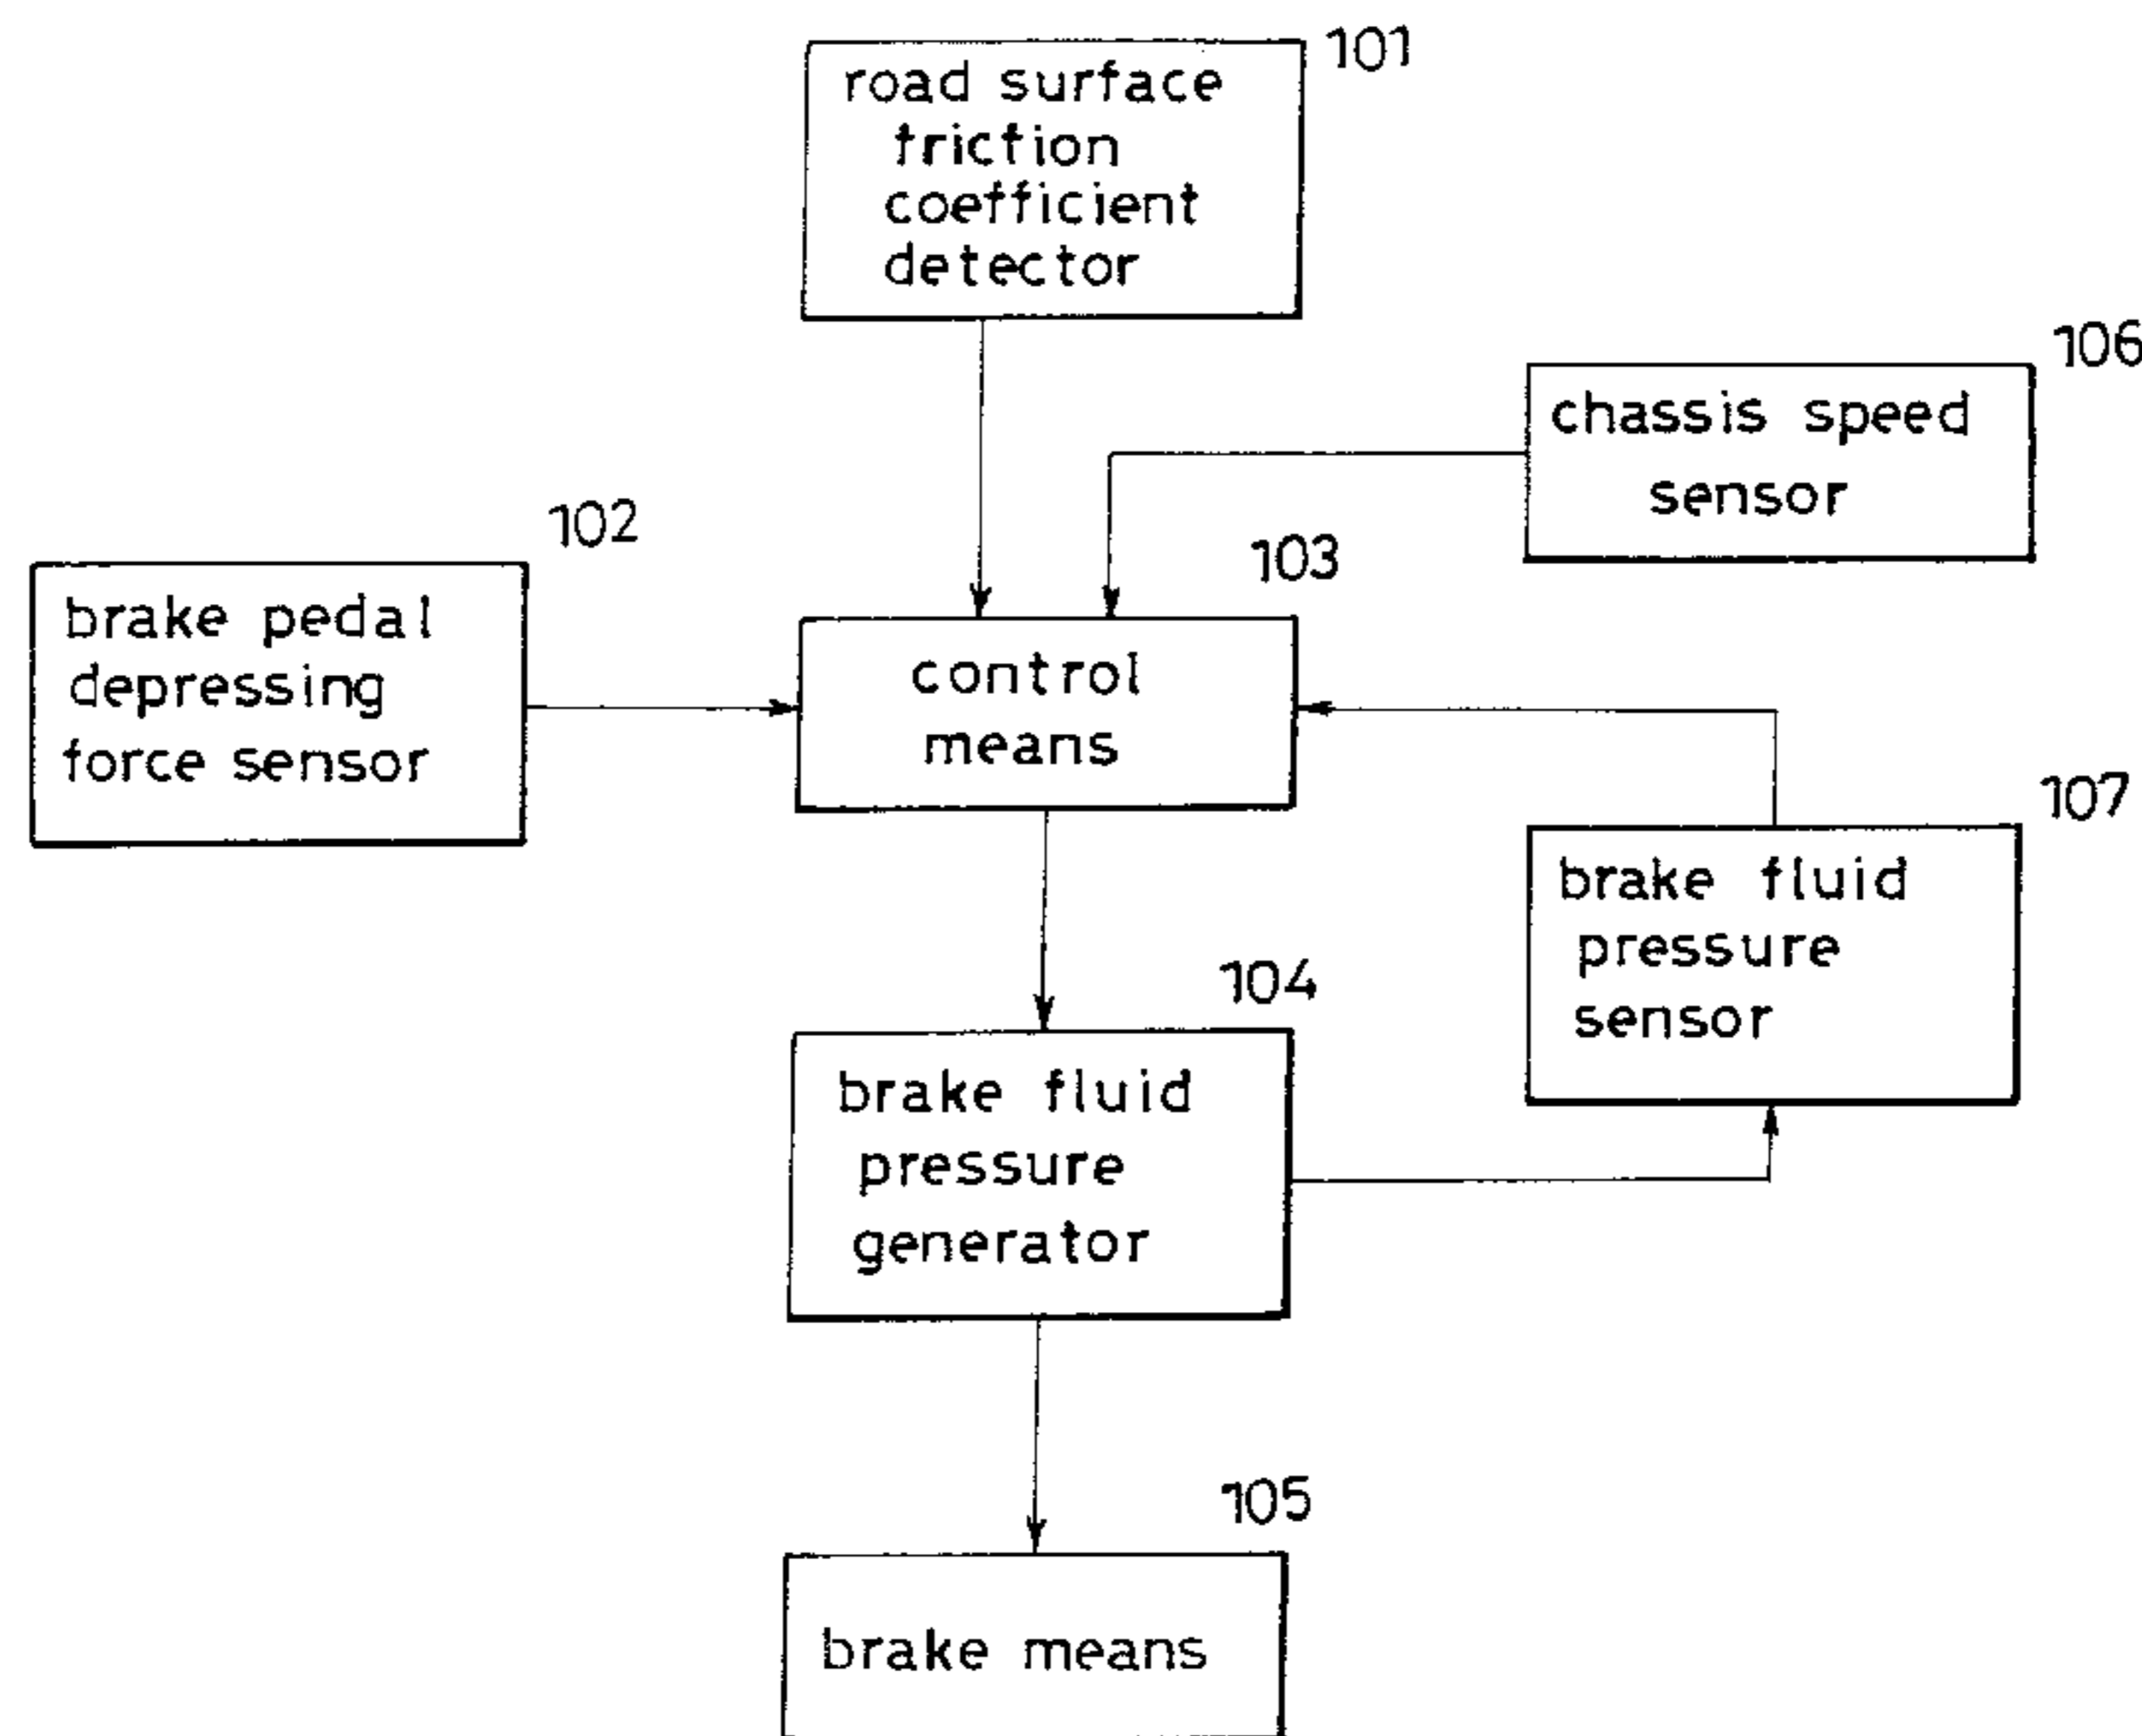 101
road surface
friction
coefficient
detector
106
chassis speed
sensor
102
brake pedal
depressing
force sensor
103
control
means
107
brake fluid
pressure
sensor
104
brake fluid
pressure
generator
105
brake means